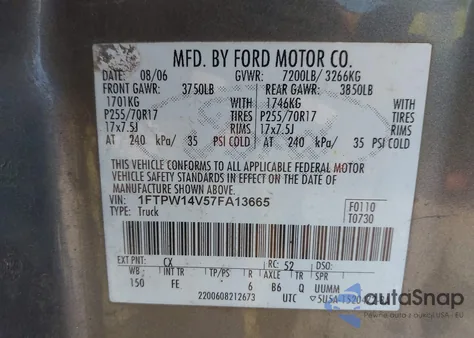 MFD. BY FORD MOTOR CO.
DATE: 08/06 GVWR: 7200LB/ 3266KG
FRONT GAWR: 3750LB REAR GAWR: 3850LB
1701KG WITH 1746KG WITH
P255/70R17 TIRES P255/70R17 TIRES
17x7.5J RIMS 17x7.5J RIMS
AT 240 kPa/ 35 PSI COLD AT 240 kPa/ 35 PSI COLD
THIS VEHICLE CONFORMS TO ALL APPLICABLE FEDERAL MOTOR
VEHICLE SAFETY STANDARDS IN EFFECT ON THE DATE OF
MANUFACTURE SHOWN ABOVE.
VIN: 1FTPW14V57FA13665 F0110
TYPE: Truck T0730
EXT PNT: CX RC: 52 DSO:
WB INT TR TP/PS R AXLE TR SPR
150 FE 6 B6 Q UUMM
2200608212673 UTC
autaSnap